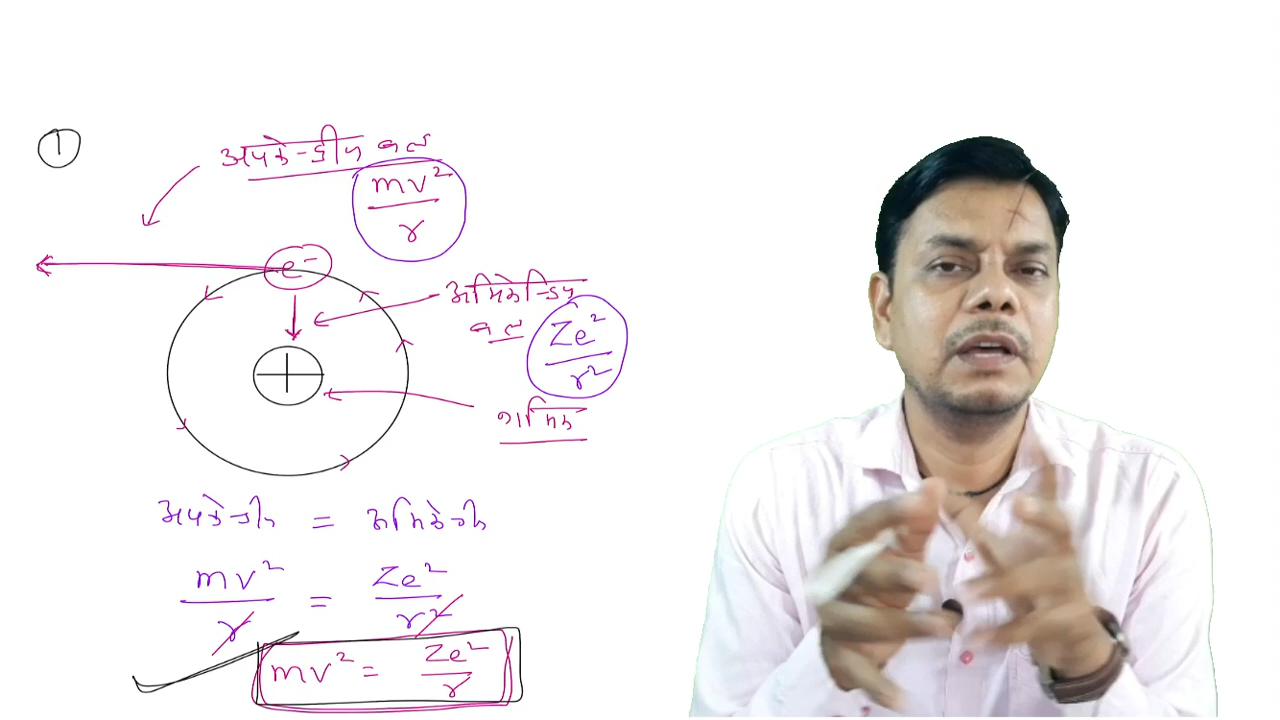 ①
अपकेन्द्रीय बल
mv²/r
e⁻
अभिकेन्द्रीय
बल Ze²/r²
नाभिक
अपकेन्द्रीय = अभिकेन्द्रीय
mv²/r = Ze²/r²
mv² = Ze²/r